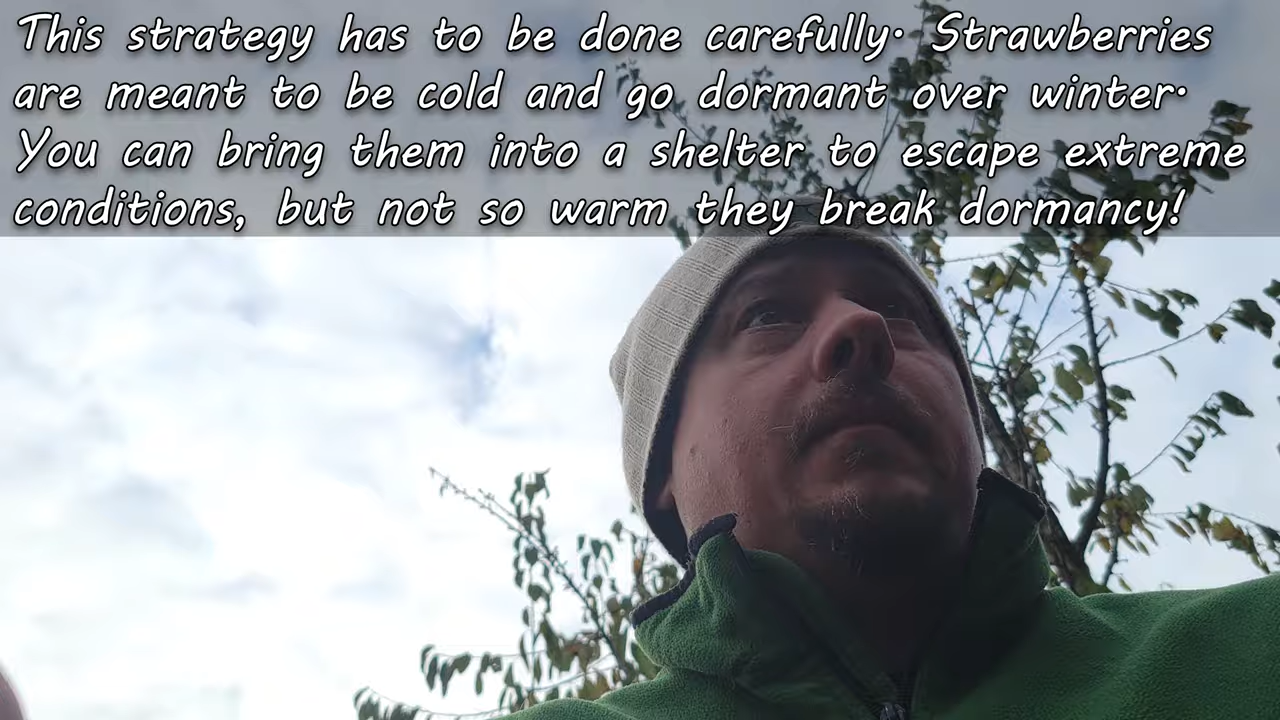 This strategy has to be done carefully. Strawberries
are meant to be cold and go dormant over winter.
You can bring them into a shelter to escape extreme
conditions, but not so warm they break dormancy!